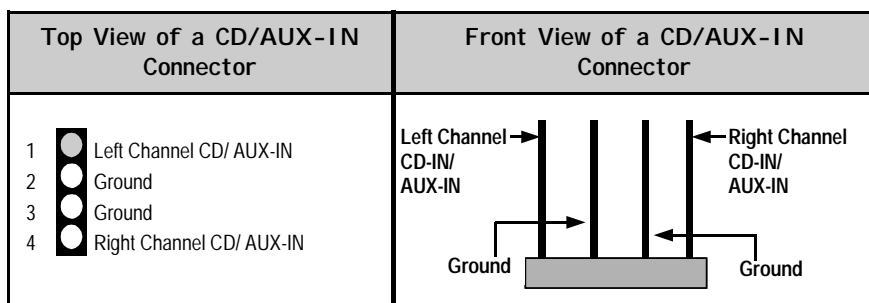 Top View of a CD/AUX-IN
Connector
Front View of a CD/AUX-IN
Connector
1 Left Channel CD/ AUX-IN
2 Ground
3 Ground
4 Right Channel CD/ AUX-IN
Left Channel
CD-IN/
AUX-IN
Right Channel
CD-IN/
AUX-IN
Ground
Ground